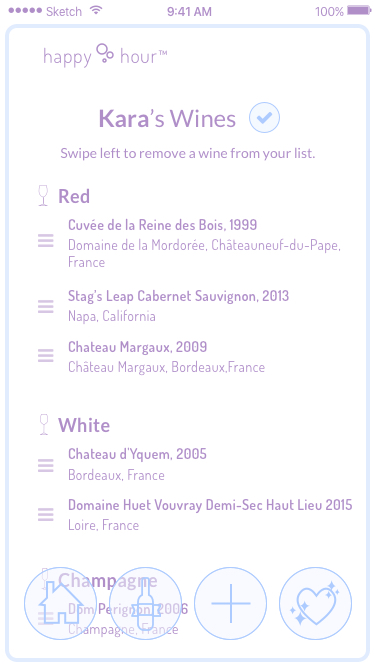 Sketch 9:41 AM 100%
happy hour™
Kara's Wines
Swipe left to remove a wine from your list.
Red
Cuvée de la Reine des Bois, 1999
Domaine de la Mordorée, Châteauneuf-du-Pape,
France
Stag's Leap Cabernet Sauvignon, 2013
Napa, California
Chateau Margaux, 2009
Château Margaux, Bordeaux,France
White
Chateau d'Yquem, 2005
Bordeaux, France
Domaine Huet Vouvray Demi-Sec Haut Lieu 2015
Loire, France
Champagne
Dom Perignon, 2006
Champagne, France